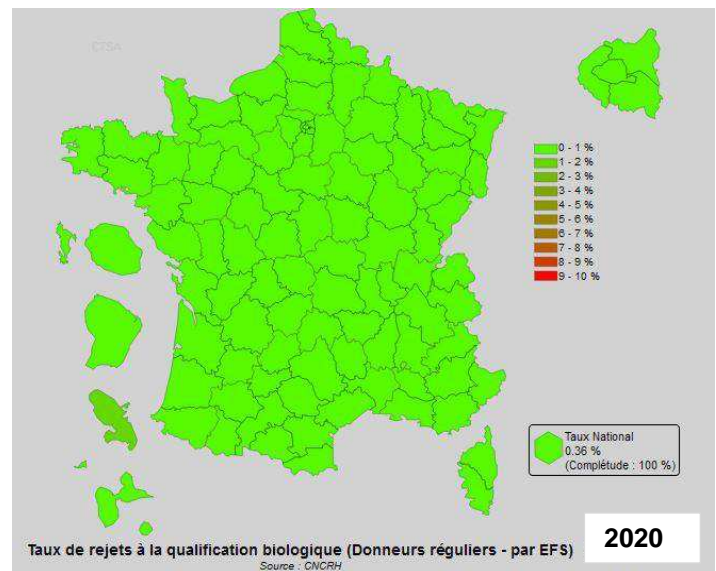 CTSA
0 - 1 %
1 - 2 %
2 - 3 %
3 - 4 %
4 - 5 %
5 - 6 %
6 - 7 %
7 - 8 %
8 - 9 %
9 - 10 %
Taux National
0.36 %
(Complétude : 100 %)
Taux de rejets à la qualification biologique (Donneurs réguliers - par EFS)
2020
Source : CNCRH